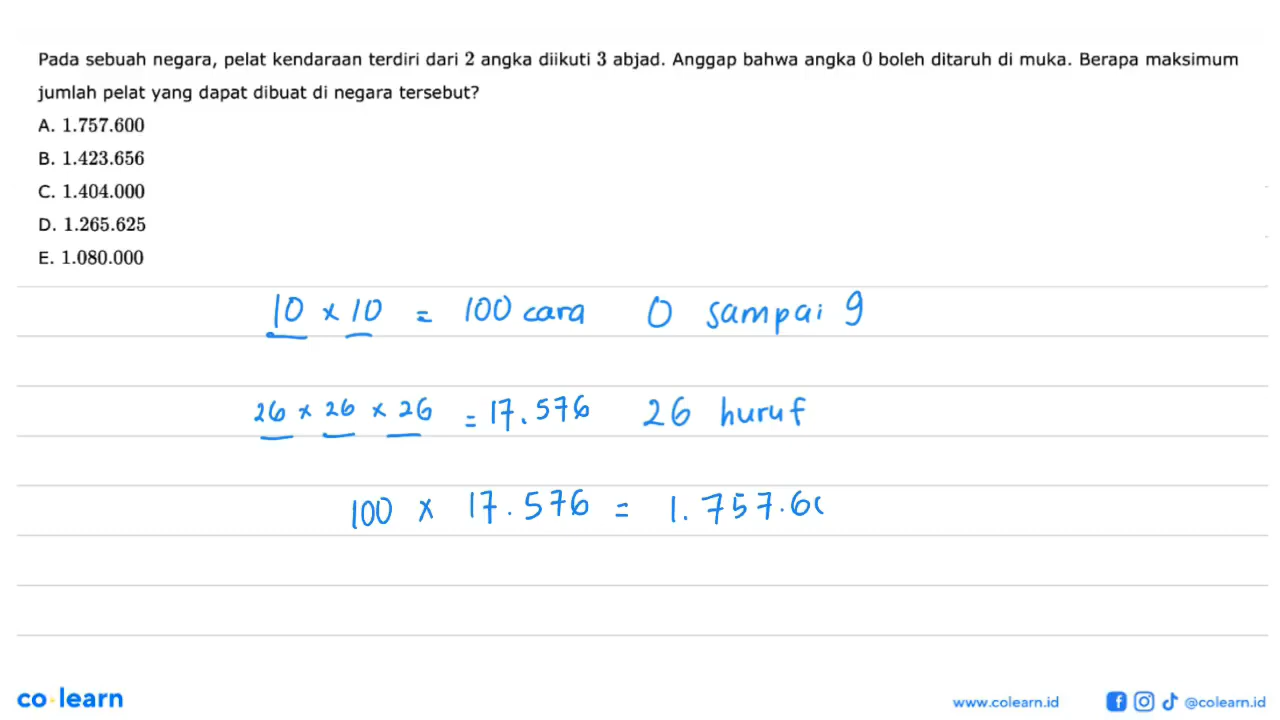 Pada sebuah negara, pelat kendaraan terdiri dari 2 angka diikuti 3 abjad. Anggap bahwa angka 0 boleh ditaruh di muka. Berapa maksimum
jumlah pelat yang dapat dibuat di negara tersebut?
A. 1.757.600
B. 1.423.656
C. 1.404.000
D. 1.265.625
E. 1.080.000
10 × 10 = 100 cara 0 sampai 9
26 × 26 × 26 = 17.576 26 huruf
100 × 17.576 = 1.757.6(
co learn www.colearn.id @colearn.id